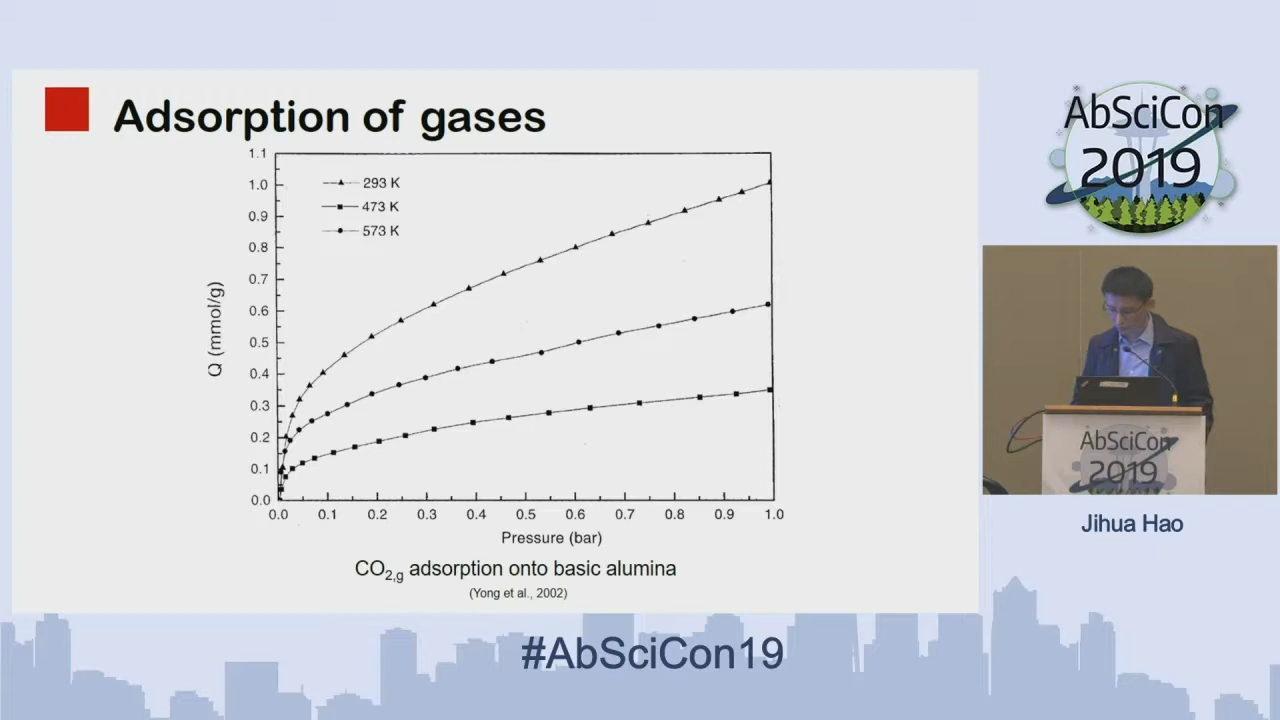 Adsorption of gases
1.1
1.0
0.9
0.8
0.7
0.6
0.5
0.4
0.3
0.2
0.1
0.0
Q (mmol/g)
293 K
473 K
573 K
0.0 0.1 0.2 0.3 0.4 0.5 0.6 0.7 0.8 0.9 1.0
Pressure (bar)
CO2,g adsorption onto basic alumina
(Yong et al., 2002)
AbSciCon
2019
AbSciCon
2019
Jihua Hao
#AbSciCon19